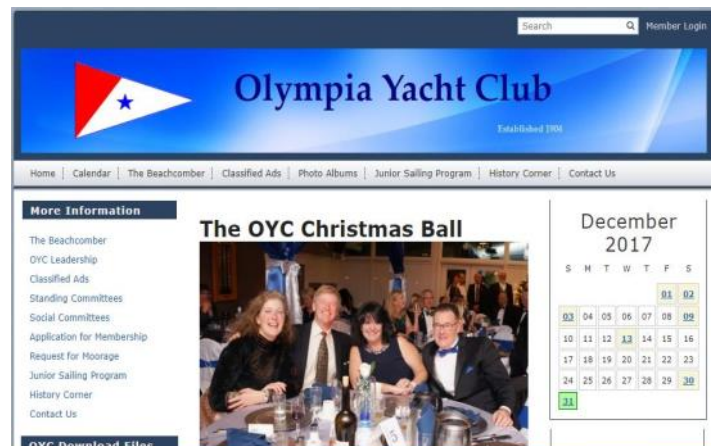 Search
Member Login
Olympia Yacht Club
Established 1904
Home | Calendar | The Beachcomber | Classified Ads | Photo Albums | Junior Sailing Program | History Corner | Contact Us
More Information
The Beachcomber
OYC Leadership
Classified Ads
Standing Committees
Social Committees
Application for Membership
Request for Moorage
Junior Sailing Program
History Corner
Contact Us
OYC Download Files
The OYC Christmas Ball
5
December
2017
S M T W T F S
01 02
03 04 05 06 07 08 09
10 11 12 13 14 15 16
17 18 19 20 21 22 23
24 25 26 27 28 29 30
31